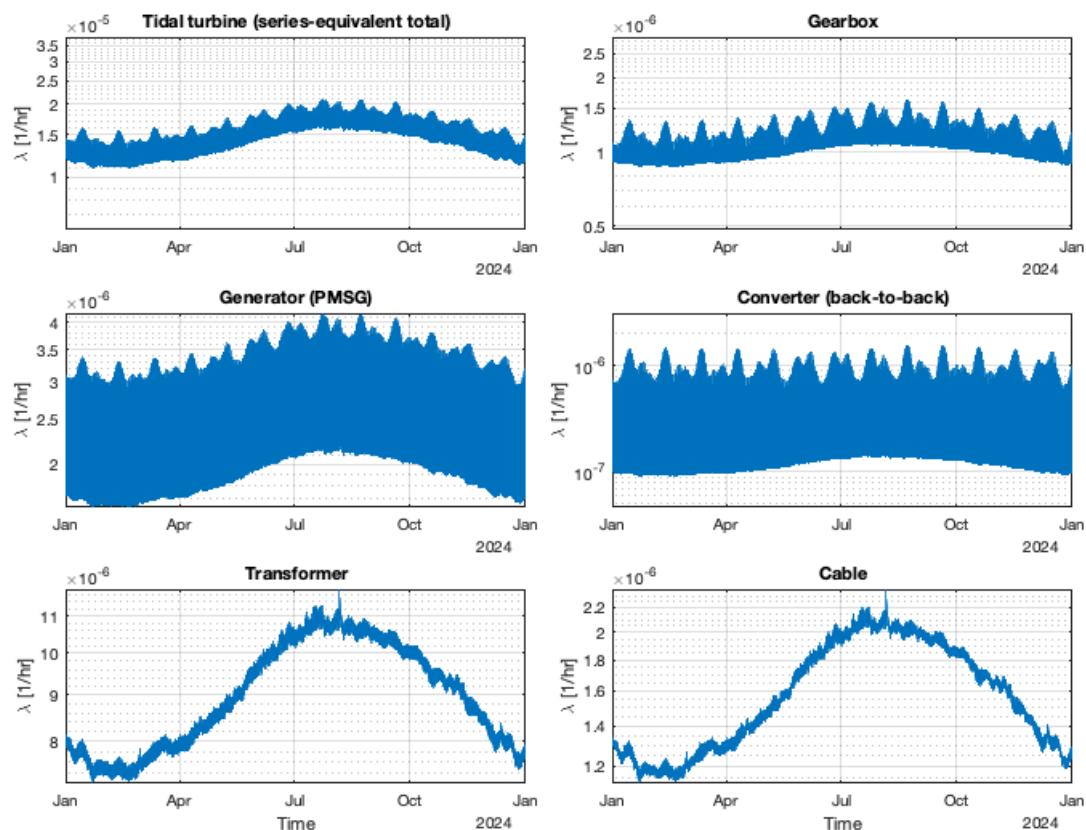 Tidal turbine (series-equivalent total)
×10⁻⁵
λ [1/hr]
3.5
3
2.5
2
1.5
1
Jan Apr Jul Oct Jan
2024
Gearbox
×10⁻⁶
λ [1/hr]
2.5
2
1.5
1
0.5
Jan Apr Jul Oct Jan
2024
Generator (PMSG)
×10⁻⁶
λ [1/hr]
4
3.5
3
2.5
2
Jan Apr Jul Oct Jan
2024
Converter (back-to-back)
λ [1/hr]
10⁻⁶
10⁻⁷
Jan Apr Jul Oct Jan
2024
Transformer
×10⁻⁶
λ [1/hr]
11
10
9
8
Jan Apr Jul Oct Jan
Time
2024
Cable
×10⁻⁶
λ [1/hr]
2.2
2
1.8
1.6
1.4
1.2
Jan Apr Jul Oct Jan
Time
2024